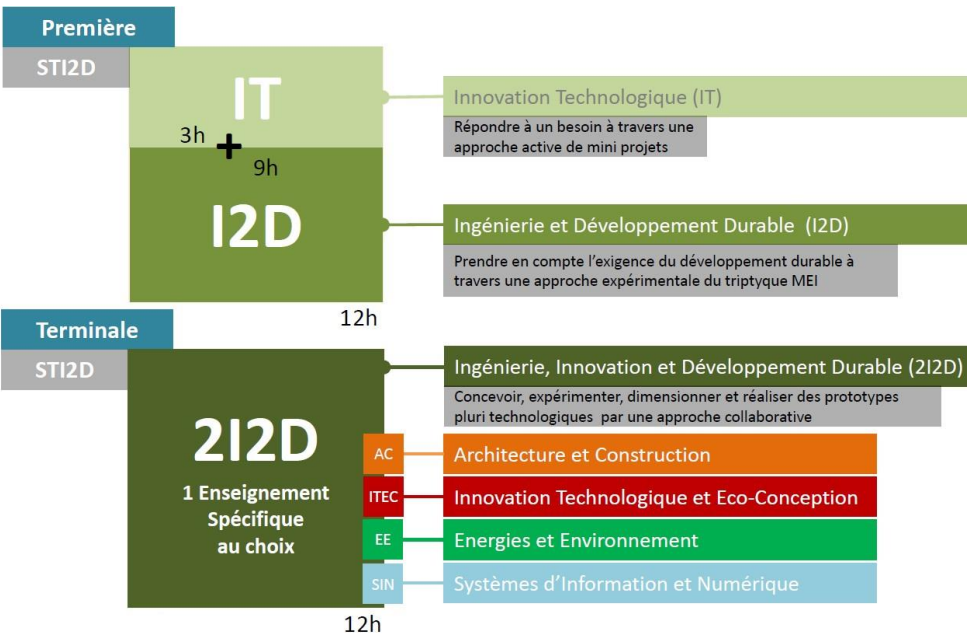 Première
STI2D
IT
3h
+
9h
I2D
12h
Innovation Technologique (IT)
Répondre à un besoin à travers une
approche active de mini projets
Ingénierie et Développement Durable (I2D)
Prendre en compte l'exigence du développement durable à
travers une approche expérimentale du triptyque MEI
Terminale
STI2D
2I2D
1 Enseignement
Spécifique
au choix
12h
Ingénierie, Innovation et Développement Durable (2I2D)
Concevoir, expérimenter, dimensionner et réaliser des prototypes
pluri technologiques par une approche collaborative
AC Architecture et Construction
ITEC Innovation Technologique et Eco-Conception
EE Energies et Environnement
SIN Systèmes d'Information et Numérique